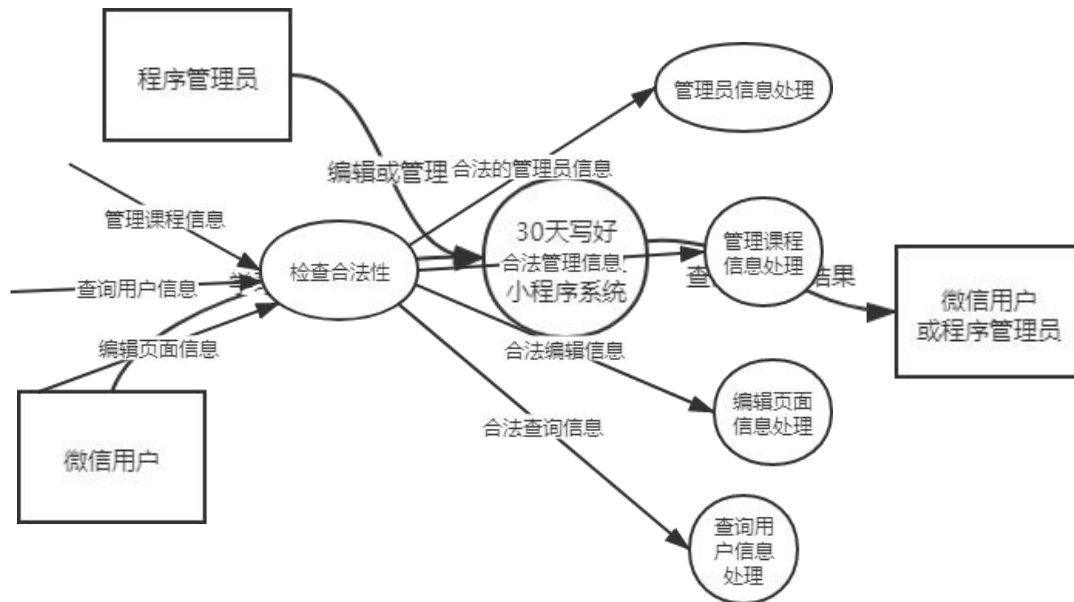 程序管理员
管理员信息处理
编辑或管理
合法的管理员信息
管理课程信息
30天写好
小程序系统
管理课程
信息处理
检查合法性
合法管理信息
查
结果
查询用户信息
微信用户
或程序管理员
编辑页面信息
合法编辑信息
编辑页面
信息处理
微信用户
合法查询信息
查询用
户信息
处理